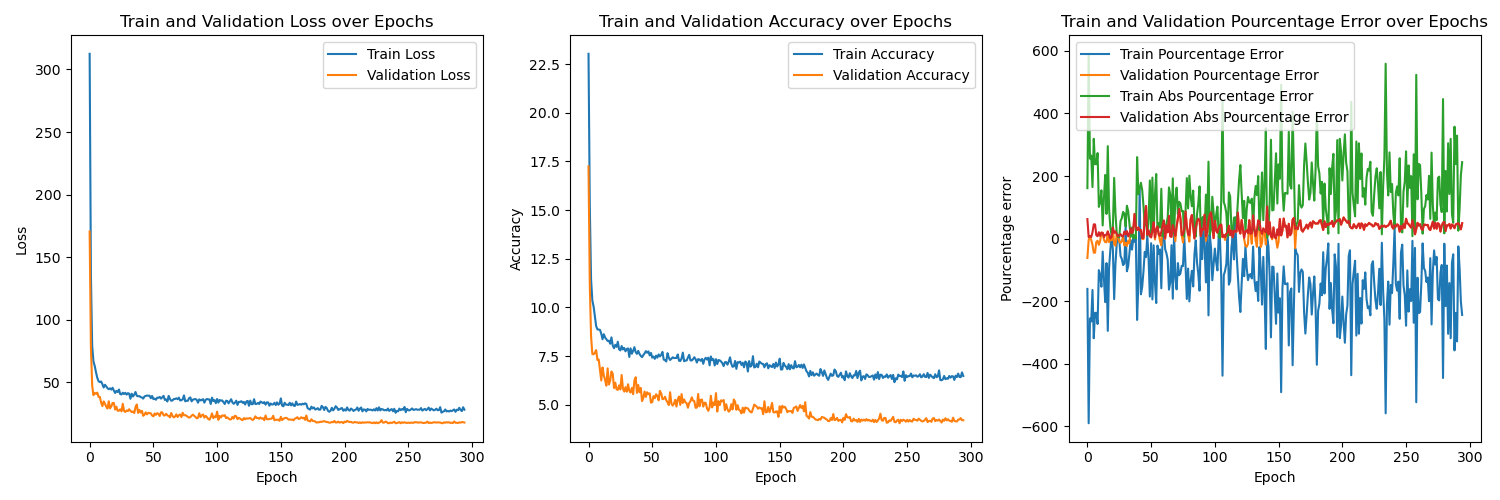 Train and Validation Loss over Epochs
Train Loss
Validation Loss
300
250
200
150
100
50
Loss
0
50
100
150
200
250
300
Epoch
Train and Validation Accuracy over Epochs
Train Accuracy
Validation Accuracy
22.5
20.0
17.5
15.0
12.5
10.0
7.5
5.0
Accuracy
0
50
100
150
200
250
300
Epoch
Train and Validation Pourcentage Error over Epochs
Train Pourcentage Error
Validation Pourcentage Error
Train Abs Pourcentage Error
Validation Abs Pourcentage Error
600
400
200
0
−200
−400
−600
Pourcentage error
0
50
100
150
200
250
300
Epoch